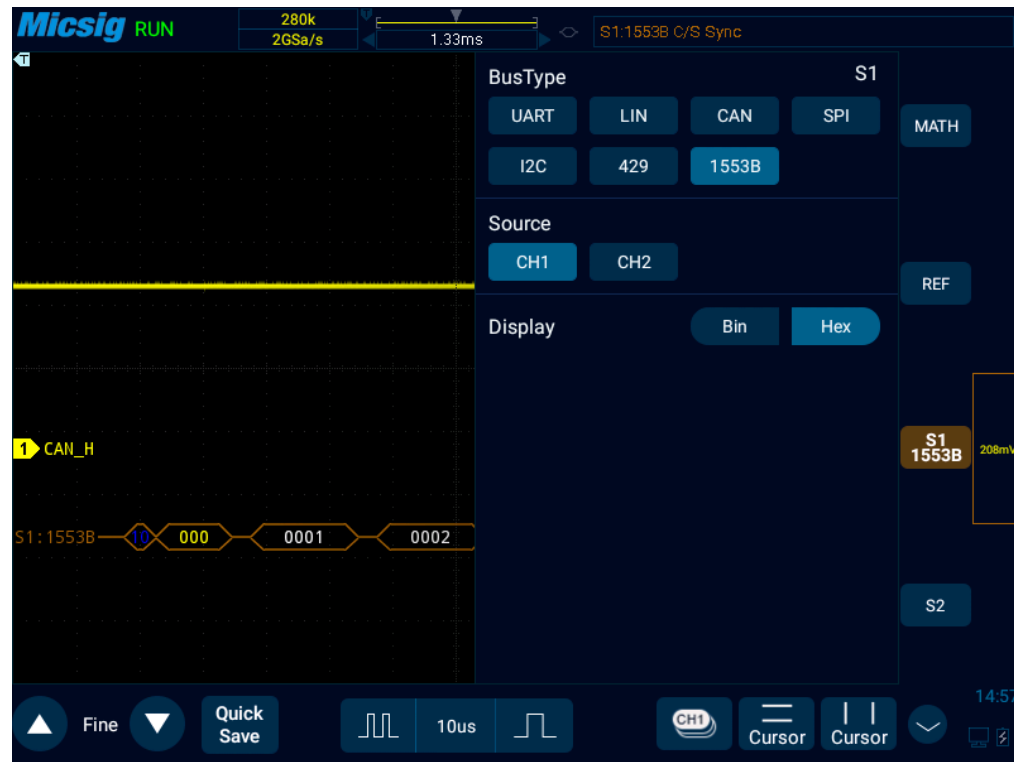 Micsig RUN
280k
2GSa/s
1.33ms
S1:1553B C/S Sync
T
BusType S1
UART LIN CAN SPI
MATH
I2C 429 1553B
Source
CH1 CH2
REF
Display Bin Hex
1 CAN_H
S1
1553B
208mV
S1:1553B 10 000 0001 0002
S2
14:57
Fine
Quick
Save
10us
CH1
Cursor
Cursor